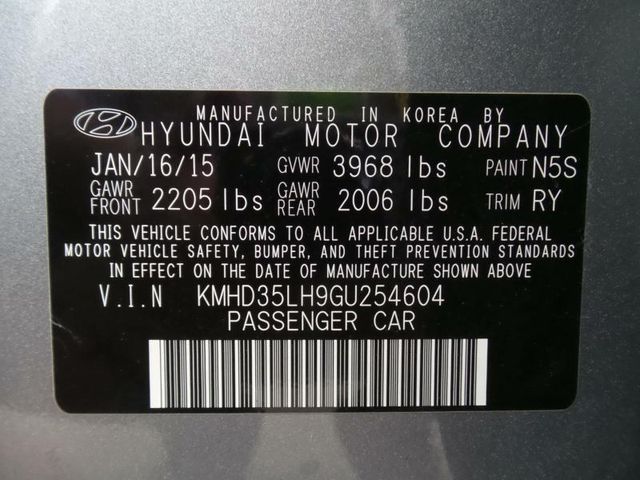 MANUFACTURED IN KOREA BY
HYUNDAI MOTOR COMPANY
JAN/16/15 GVWR 3968 lbs PAINT N5S
GAWR FRONT 2205 lbs GAWR REAR 2006 lbs TRIM RY
THIS VEHICLE CONFORMS TO ALL APPLICABLE U.S.A. FEDERAL
MOTOR VEHICLE SAFETY, BUMPER, AND THEFT PREVENTION STANDARDS
IN EFFECT ON THE DATE OF MANUFACTURE SHOWN ABOVE
V.I.N KMHD35LH9GU254604
PASSENGER CAR